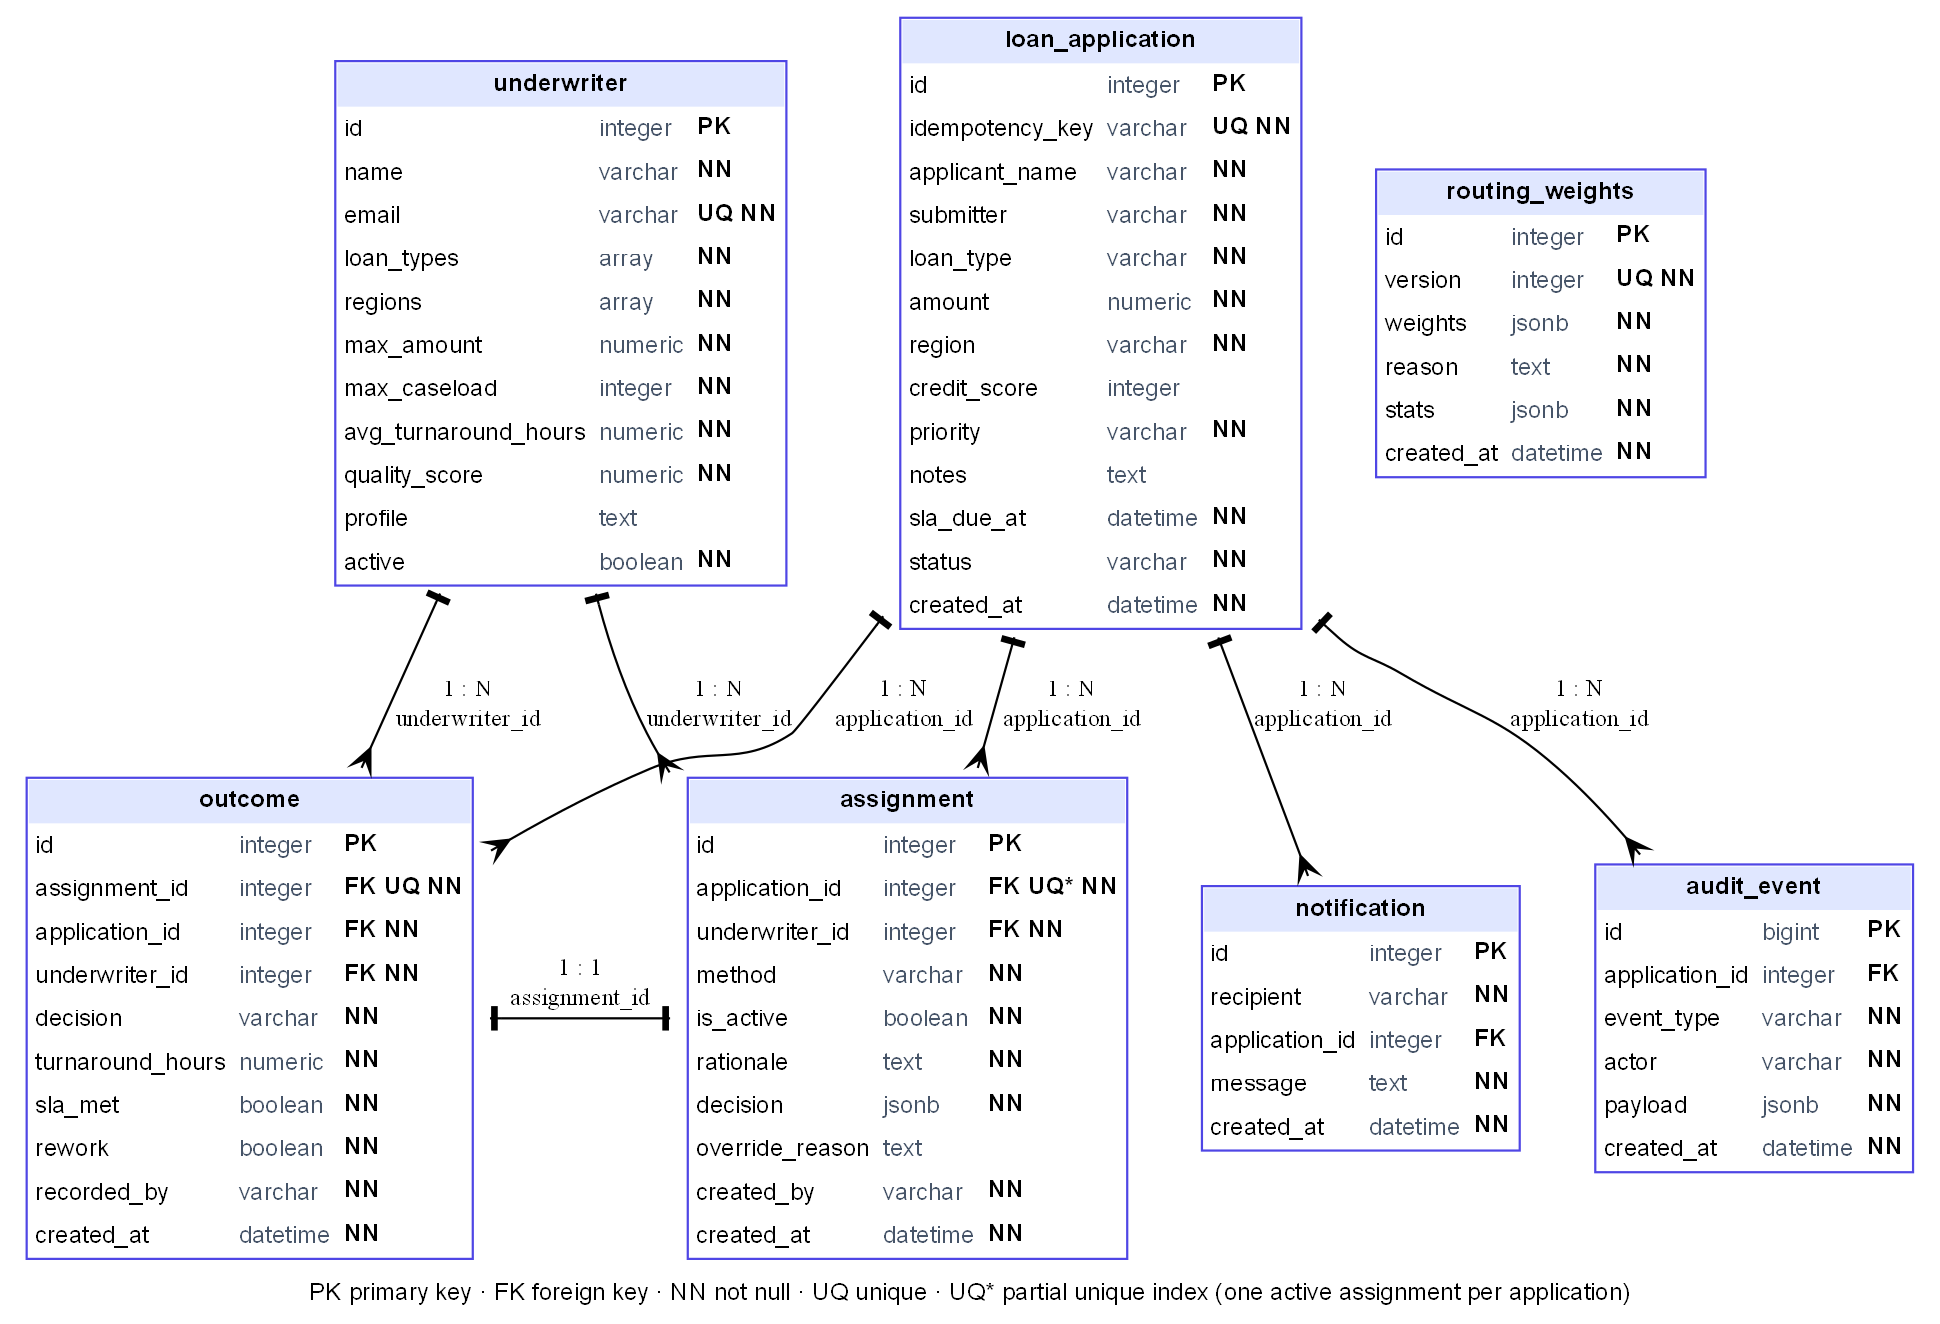 underwriter
id integer PK
name varchar NN
email varchar UQ NN
loan_types array NN
regions array NN
max_amount numeric NN
max_caseload integer NN
avg_turnaround_hours numeric NN
quality_score numeric NN
profile text
active boolean NN
loan_application
id integer PK
idempotency_key varchar UQ NN
applicant_name varchar NN
submitter varchar NN
loan_type varchar NN
amount numeric NN
region varchar NN
credit_score integer
priority varchar NN
notes text
sla_due_at datetime NN
status varchar NN
created_at datetime NN
routing_weights
id integer PK
version integer UQ NN
weights jsonb NN
reason text NN
stats jsonb NN
created_at datetime NN
1 : N
underwriter_id
1 : N
underwriter_id
1 : N
application_id
1 : N
application_id
1 : N
application_id
1 : N
application_id
outcome
id integer PK
assignment_id integer FK UQ NN
application_id integer FK NN
underwriter_id integer FK NN
decision varchar NN
turnaround_hours numeric NN
sla_met boolean NN
rework boolean NN
recorded_by varchar NN
created_at datetime NN
1 : 1
assignment_id
assignment
id integer PK
application_id integer FK UQ* NN
underwriter_id integer FK NN
method varchar NN
is_active boolean NN
rationale text NN
decision jsonb NN
override_reason text
created_by varchar NN
created_at datetime NN
notification
id integer PK
recipient varchar NN
application_id integer FK
message text NN
created_at datetime NN
audit_event
id bigint PK
application_id integer FK
event_type varchar NN
actor varchar NN
payload jsonb NN
created_at datetime NN
PK primary key · FK foreign key · NN not null · UQ unique · UQ* partial unique index (one active assignment per application)